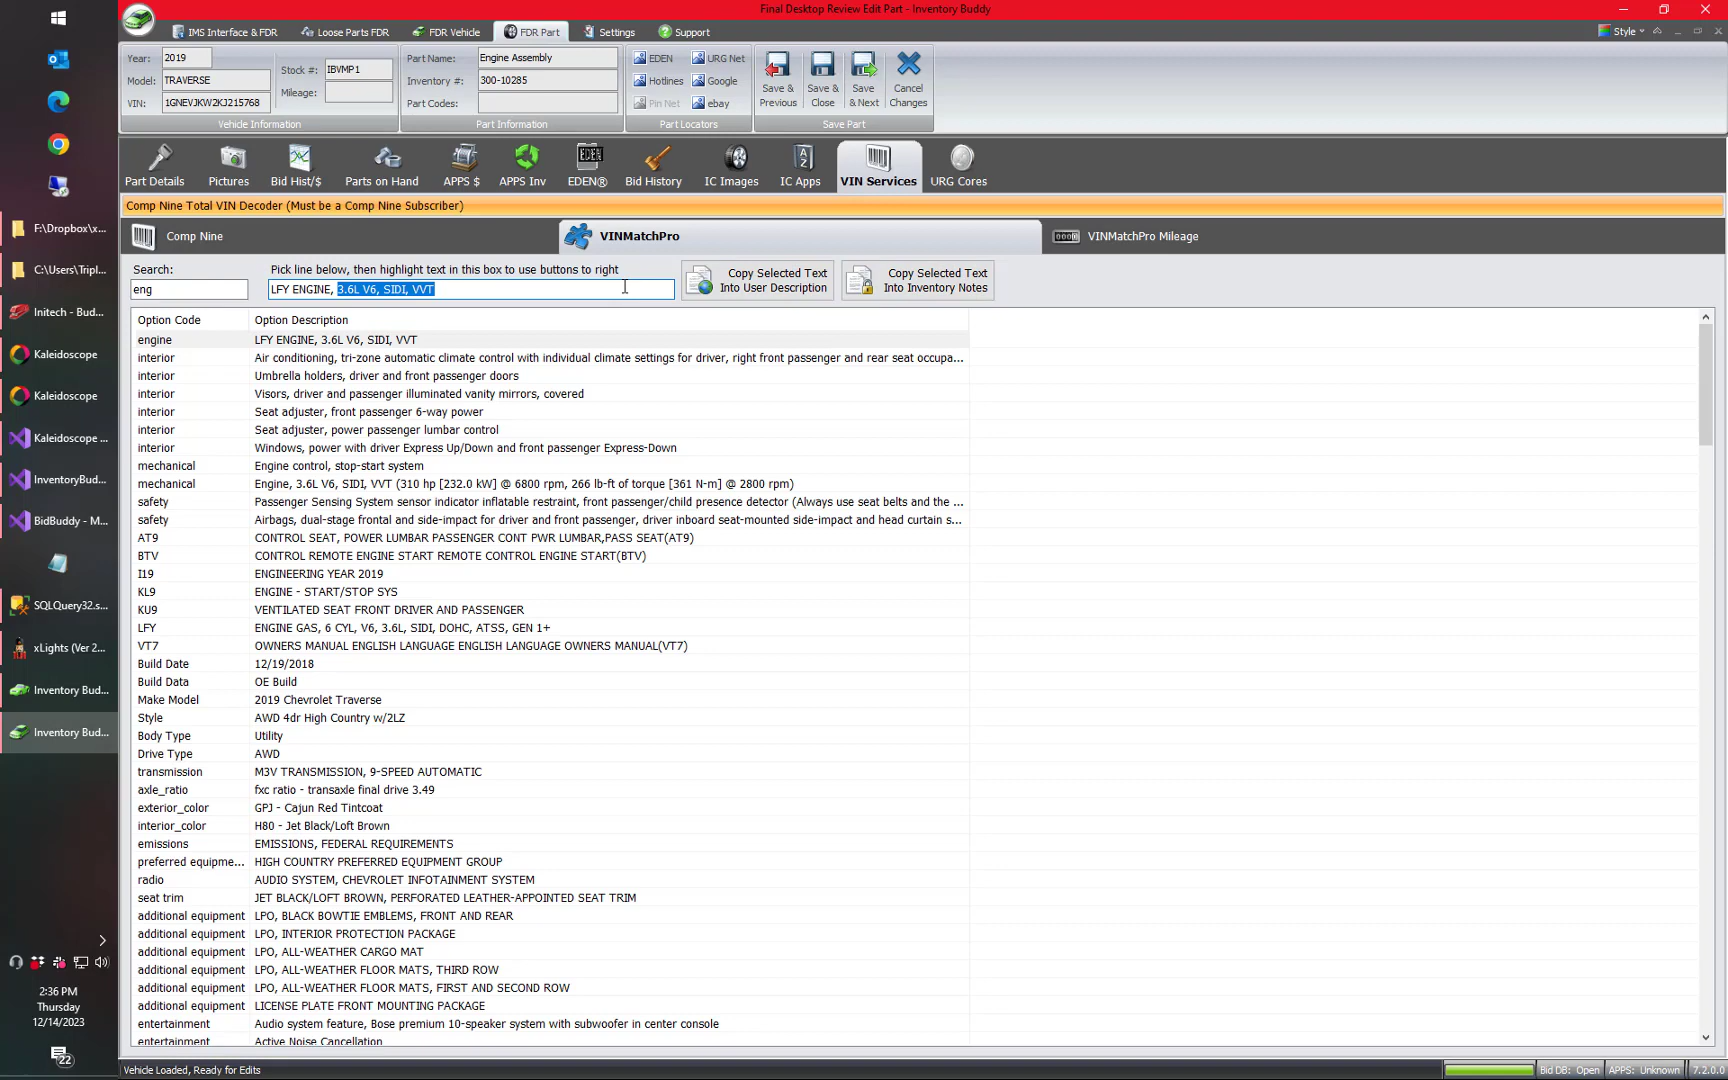 Final Desktop Review Edit Part - Inventory Buddy
IMS Interface & FDR
Loose Parts FDR
FDR Vehicle
FDR Part
Settings
Support
Style
Year: 2019
Model: TRAVERSE
VIN: 1GNEVJKW2KJ215768
Stock #: IBVMP1
Mileage:
Vehicle Information
Part Name: Engine Assembly
Inventory #: 300-10285
Part Codes:
Part Information
EDEN
URG Net
Hotlines
Google
Pin Net
ebay
Part Locators
Save & Previous
Save & Close
Save & Next
Cancel Changes
Save Part
Part Details
Pictures
Bid Hist/$
Parts on Hand
APPS $
APPS Inv
EDEN
EDEN®
Bid History
IC Images
IC Apps
VIN Services
URG Cores
Comp Nine Total VIN Decoder (Must be a Comp Nine Subscriber)
Comp Nine
VINMatchPro
VINMatchPro Mileage
Search:
eng
Pick line below, then highlight text in this box to use buttons to right
LFY ENGINE, 3.6L V6, SIDI, VVT
Copy Selected Text Into User Description
Copy Selected Text Into Inventory Notes
Option Code Option Description
engine LFY ENGINE, 3.6L V6, SIDI, VVT
interior Air conditioning, tri-zone automatic climate control with individual climate settings for driver, right front passenger and rear seat occupa...
interior Umbrella holders, driver and front passenger doors
interior Visors, driver and passenger illuminated vanity mirrors, covered
interior Seat adjuster, front passenger 6-way power
interior Seat adjuster, power passenger lumbar control
interior Windows, power with driver Express Up/Down and front passenger Express-Down
mechanical Engine control, stop-start system
mechanical Engine, 3.6L V6, SIDI, VVT (310 hp [232.0 kW] @ 6800 rpm, 266 lb-ft of torque [361 N-m] @ 2800 rpm)
safety Passenger Sensing System sensor indicator inflatable restraint, front passenger/child presence detector (Always use seat belts and the ...
safety Airbags, dual-stage frontal and side-impact for driver and front passenger, driver inboard seat-mounted side-impact and head curtain s...
AT9 CONTROL SEAT, POWER LUMBAR PASSENGER CONT PWR LUMBAR,PASS SEAT(AT9)
BTV CONTROL REMOTE ENGINE START REMOTE CONTROL ENGINE START(BTV)
I19 ENGINEERING YEAR 2019
KL9 ENGINE - START/STOP SYS
KU9 VENTILATED SEAT FRONT DRIVER AND PASSENGER
LFY ENGINE GAS, 6 CYL, V6, 3.6L, SIDI, DOHC, ATSS, GEN 1+
VT7 OWNERS MANUAL ENGLISH LANGUAGE ENGLISH LANGUAGE OWNERS MANUAL(VT7)
Build Date 12/19/2018
Build Data OE Build
Make Model 2019 Chevrolet Traverse
Style AWD 4dr High Country w/2LZ
Body Type Utility
Drive Type AWD
transmission M3V TRANSMISSION, 9-SPEED AUTOMATIC
axle_ratio fxc ratio - transaxle final drive 3.49
exterior_color GPJ - Cajun Red Tintcoat
interior_color H80 - Jet Black/Loft Brown
emissions EMISSIONS, FEDERAL REQUIREMENTS
preferred equipme... HIGH COUNTRY PREFERRED EQUIPMENT GROUP
radio AUDIO SYSTEM, CHEVROLET INFOTAINMENT SYSTEM
seat trim JET BLACK/LOFT BROWN, PERFORATED LEATHER-APPOINTED SEAT TRIM
additional equipment LPO, BLACK BOWTIE EMBLEMS, FRONT AND REAR
additional equipment LPO, INTERIOR PROTECTION PACKAGE
additional equipment LPO, ALL-WEATHER CARGO MAT
additional equipment LPO, ALL-WEATHER FLOOR MATS, THIRD ROW
additional equipment LPO, ALL-WEATHER FLOOR MATS, FIRST AND SECOND ROW
additional equipment LICENSE PLATE FRONT MOUNTING PACKAGE
entertainment Audio system feature, Bose premium 10-speaker system with subwoofer in center console
entertainment Active Noise Cancellation
Vehicle Loaded, Ready for Edits
Bid DB: Open
APPS: Unknown
7.2.0.0
F:\Dropbox\x...
C:\Users\Tripl...
Initech - Bud...
Kaleidoscope
Kaleidoscope
Kaleidoscope ...
InventoryBud...
BidBuddy - M...
SQLQuery32.s...
xLights (Ver 2...
Inventory Bud...
Inventory Bud...
2:36 PM
Thursday
12/14/2023
22